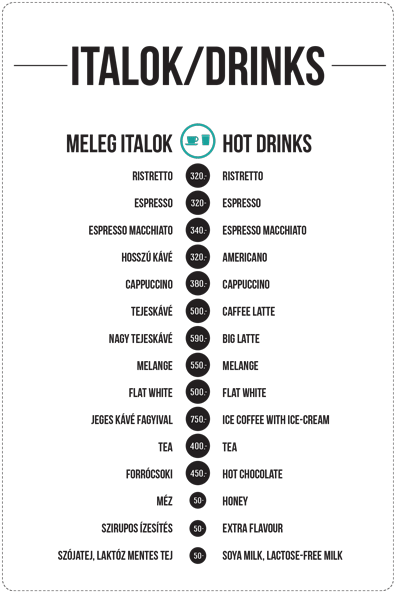 ITALOK/DRINKS
MELEG ITALOK HOT DRINKS
RISTRETTO 320.- RISTRETTO
ESPRESSO 320- ESPRESSO
ESPRESSO MACCHIATO 340.- ESPRESSO MACCHIATO
HOSSZÚ KÁVÉ 320.- AMERICANO
CAPPUCCINO 380.- CAPPUCCINO
TEJESKÁVÉ 500.- CAFFEE LATTE
NAGY TEJESKÁVÉ 590.- BIG LATTE
MELANGE 550.- MELANGE
FLAT WHITE 500.- FLAT WHITE
JEGES KÁVÉ FAGYIVAL 750.- ICE COFFEE WITH ICE-CREAM
TEA 400.- TEA
FORRÓCSOKI 450.- HOT CHOCOLATE
MÉZ 50- HONEY
SZIRUPOS ÍZESÍTÉS 50- EXTRA FLAVOUR
SZÓJATEJ, LAKTÓZ MENTES TEJ 50- SOYA MILK, LACTOSE-FREE MILK